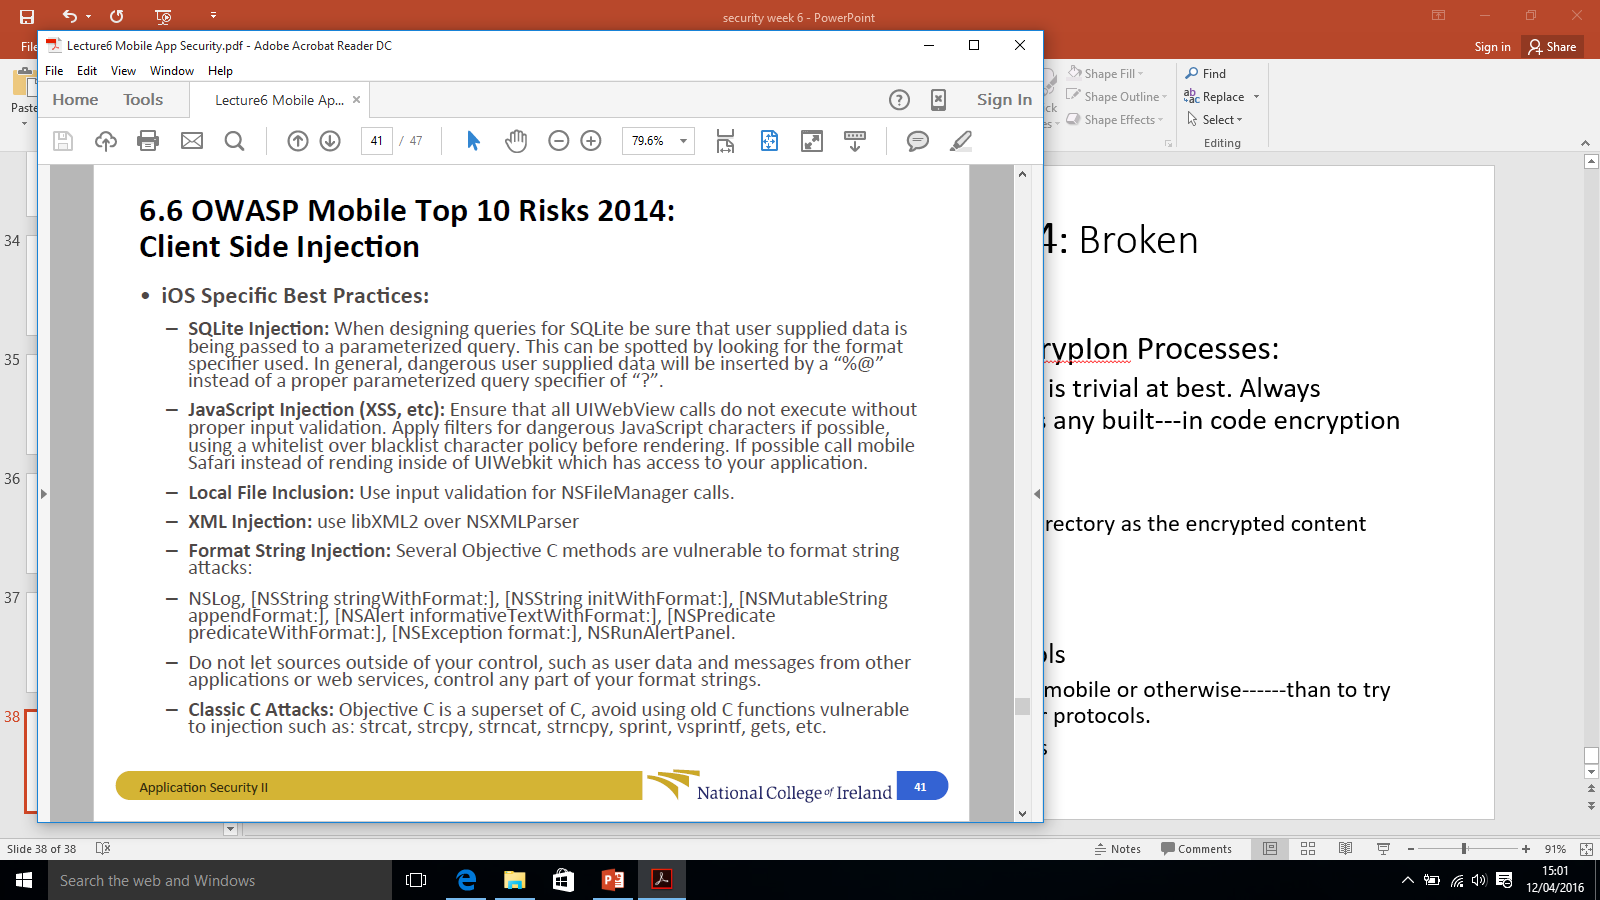 security week 6 - PowerPoint
Sign in
Share
File
Paste
Shape Fill
Shape Outline
Shape Effects
Find
Replace
Select
Editing
Lecture6 Mobile App Security.pdf - Adobe Acrobat Reader DC
File Edit View Window Help
Home Tools Lecture6 Mobile Ap... × Sign In
41 / 47 79.6%
6.6 OWASP Mobile Top 10 Risks 2014:
Client Side Injection
• iOS Specific Best Practices:
– SQLite Injection: When designing queries for SQLite be sure that user supplied data is
being passed to a parameterized query. This can be spotted by looking for the format
specifier used. In general, dangerous user supplied data will be inserted by a “%@”
instead of a proper parameterized query specifier of “?”.
– JavaScript Injection (XSS, etc): Ensure that all UIWebView calls do not execute without
proper input validation. Apply filters for dangerous JavaScript characters if possible,
using a whitelist over blacklist character policy before rendering. If possible call mobile
Safari instead of rending inside of UIWebkit which has access to your application.
– Local File Inclusion: Use input validation for NSFileManager calls.
– XML Injection: use libXML2 over NSXMLParser
– Format String Injection: Several Objective C methods are vulnerable to format string
attacks:
– NSLog, [NSString stringWithFormat:], [NSString initWithFormat:], [NSMutableString
appendFormat:], [NSAlert informativeTextWithFormat:], [NSPredicate
predicateWithFormat:], [NSException format:], NSRunAlertPanel.
– Do not let sources outside of your control, such as user data and messages from other
applications or web services, control any part of your format strings.
– Classic C Attacks: Objective C is a superset of C, avoid using old C functions vulnerable
to injection such as: strcat, strcpy, strncat, strncpy, sprint, vsprintf, gets, etc.
Application Security II
National College of Ireland
41
34
35
36
37
38
4: Broken
rypIon Processes:
is trivial at best. Always
s any built---in code encryption
rectory as the encrypted content
ols
mobile or otherwise------than to try
r protocols.
s
Slide 38 of 38
Notes
Comments
91%
Search the web and Windows
15:01
12/04/2016